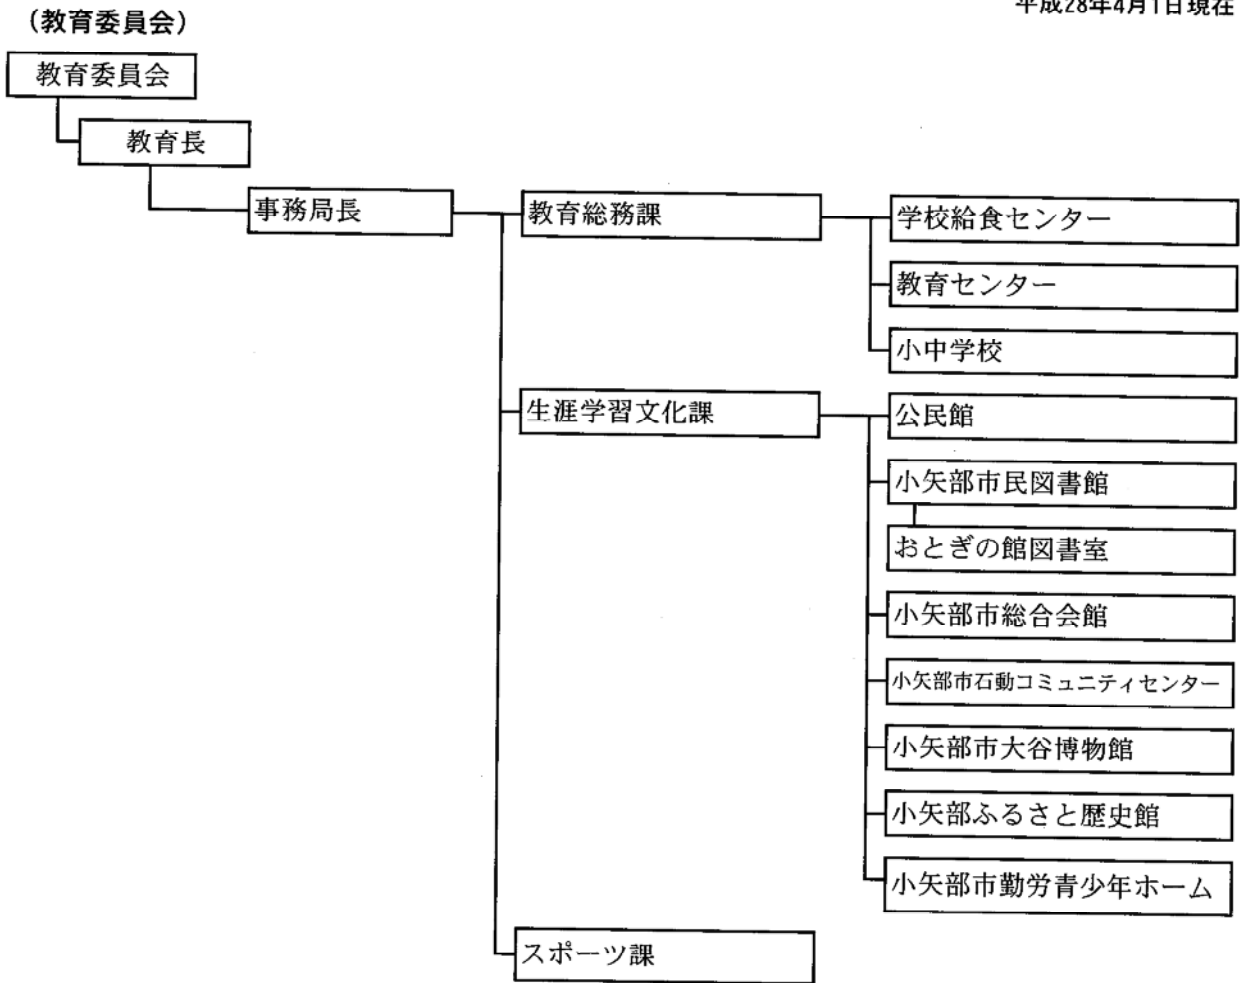 平成28年4月1日現在
（教育委員会）
教育委員会
教育長
事務局長
教育総務課
学校給食センター
教育センター
小中学校
生涯学習文化課
公民館
小矢部市民図書館
おとぎの館図書室
小矢部市総合会館
小矢部市石動コミュニティセンター
小矢部市大谷博物館
小矢部ふるさと歴史館
小矢部市勤労青少年ホーム
スポーツ課